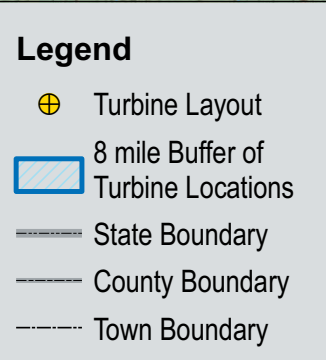 Legend
Turbine Layout
8 mile Buffer of
Turbine Locations
State Boundary
County Boundary
Town Boundary